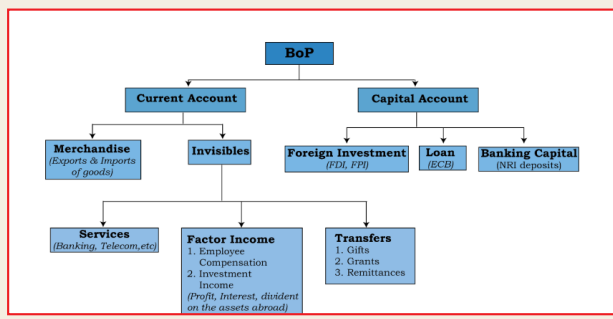 BoP
Current Account
Capital Account
Merchandise
(Exports & Imports
of goods)
Invisibles
Foreign Investment
(FDI, FPI)
Loan
(ECB)
Banking Capital
(NRI deposits)
Services
(Banking, Telecom,etc)
Factor Income
1. Employee
Compensation
2. Investment
Income
(Profit, Interest, divident
on the assets abroad)
Transfers
1. Gifts
2. Grants
3. Remittances